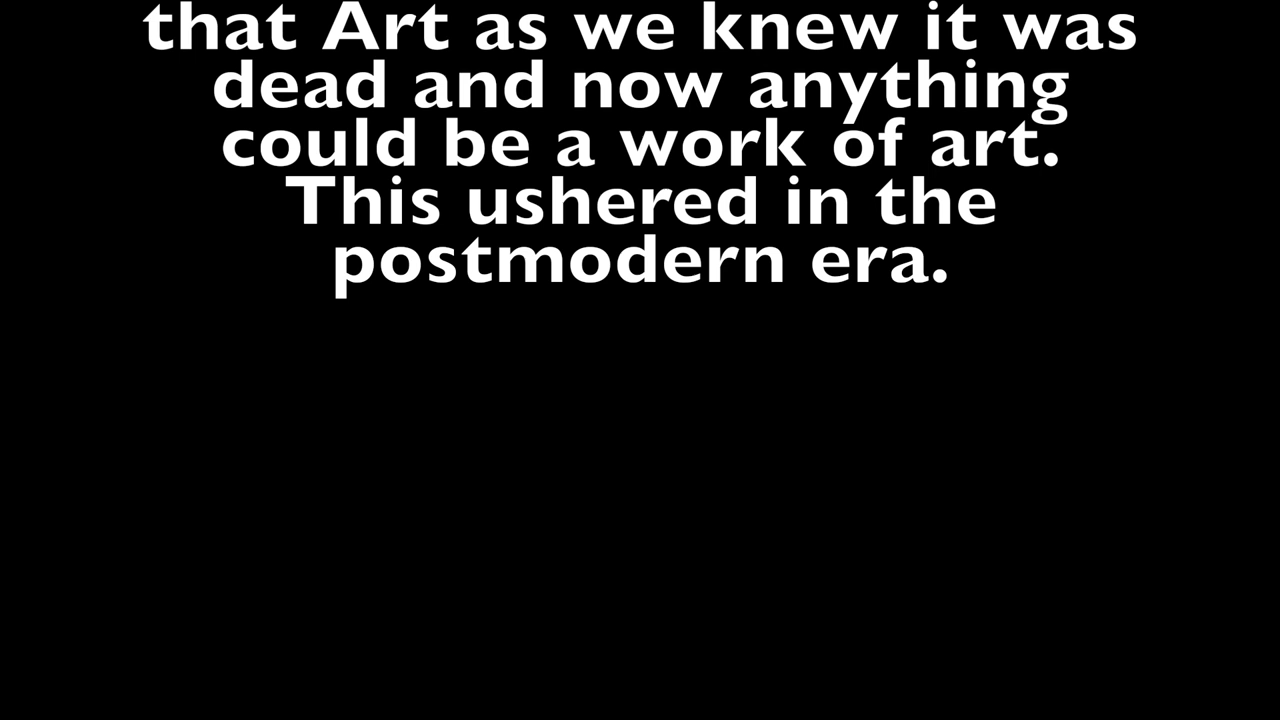 that Art as we knew it was
dead and now anything
could be a work of art.
This ushered in the
postmodern era.